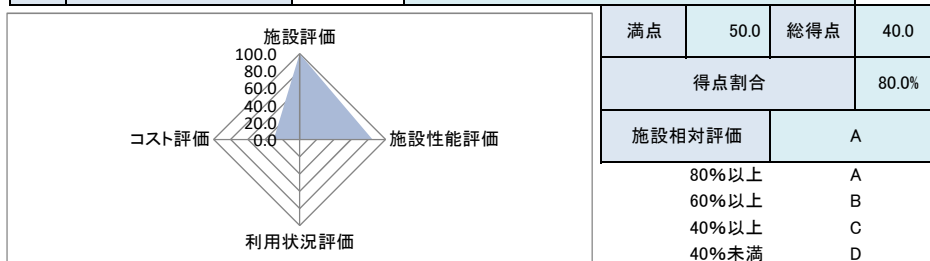 施設評価
100.0
80.0
60.0
40.0
20.0
0.0
コスト評価
施設性能評価
利用状況評価
満点 50.0 総得点 40.0
得点割合 80.0%
施設相対評価 A
80%以上 A
60%以上 B
40%以上 C
40%未満 D